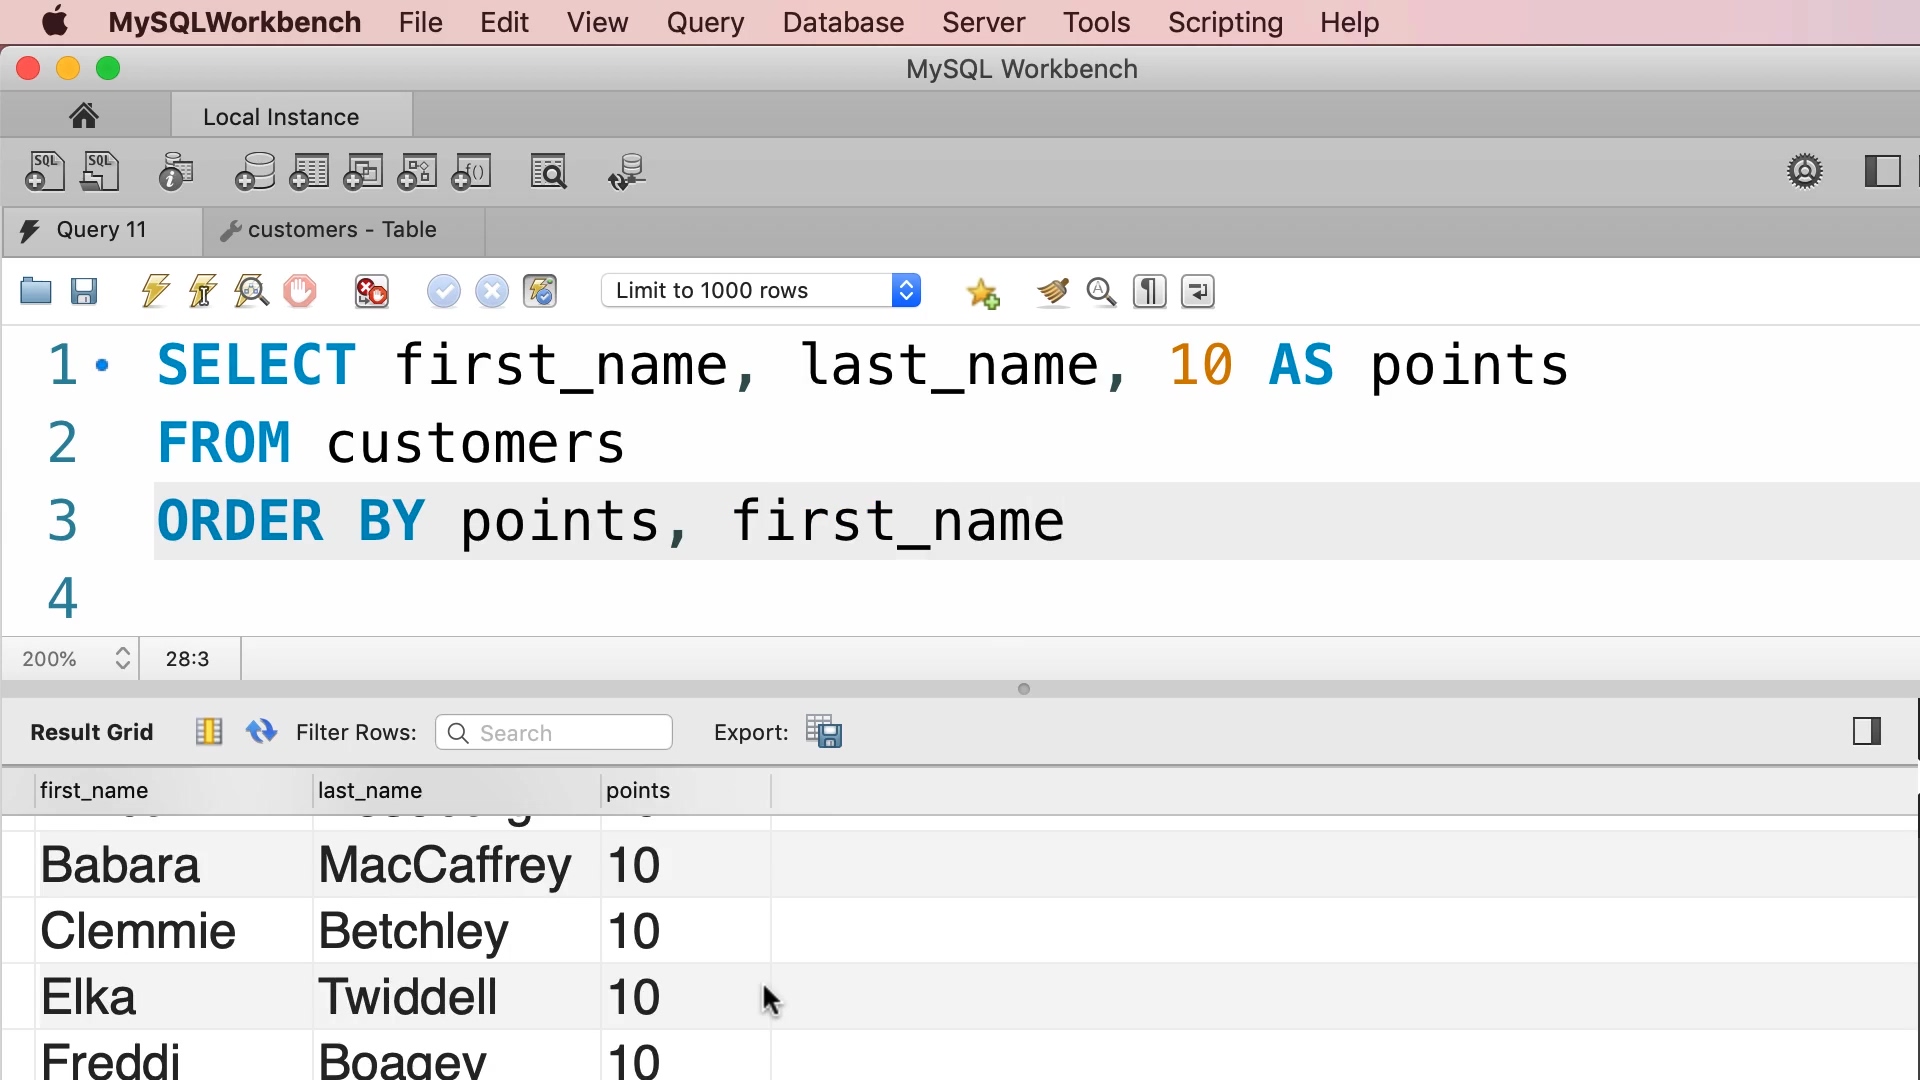 MySQLWorkbench File Edit View Query Database Server Tools Scripting Help
MySQL Workbench
Local Instance
SQL SQL
Query 11 customers - Table
Limit to 1000 rows
1 SELECT first_name, last_name, 10 AS points
2 FROM customers
3 ORDER BY points, first_name
4
200% 28:3
Result Grid Filter Rows: Search Export:
first_name last_name points
Babara MacCaffrey 10
Clemmie Betchley 10
Elka Twiddell 10
Freddi Boagey 10